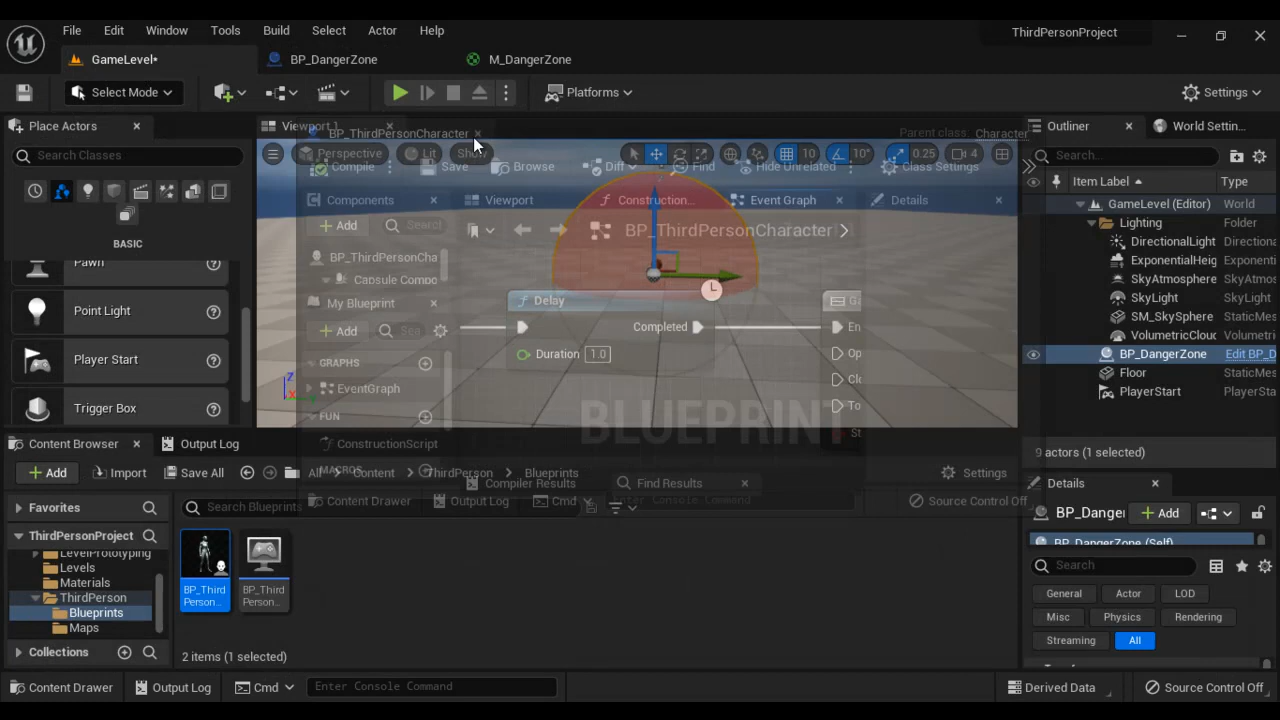 File Edit Window Tools Build Select Actor Help ThirdPersonProject
GameLevel* BP_DangerZone M_DangerZone
Select Mode Platforms Settings
Place Actors Viewport 1 BP_ThirdPersonCharacter Parent class: Character Outliner World Settin...
Search Classes Perspective Lit Show 10 10° 0.25 4 Search...
Compile Save Browse Diff Find Hide Unrelated Class Settings
Item Label Type
Components Viewport Construction... Event Graph Details
GameLevel (Editor) World
Add Search
Lighting Folder
BP_ThirdPersonCharacter
BASIC
DirectionalLight Directiona
BP_ThirdPersonCha
Pawn
ExponentialHeig Exponentia
Capsule Compo
SkyAtmosphere SkyAtmosp
Point Light
My Blueprint Delay
SkyLight SkyLight
SM_SkySphere StaticMes
Add Sea Completed
VolumetricClou Volumetri
Duration 1.0
Player Start
BP_DangerZone Edit BP_D
GRAPHS
Floor StaticMes
EventGraph
PlayerStart PlayerStart
Trigger Box
FUN
BLUEPRINT
ConstructionScript
Content Browser Output Log
9 actors (1 selected)
Add Import Save All All Content ThirdPerson Blueprints Settings
MACROS
Compiler Results Find Results
Details
Content Drawer Output Log Cmd Enter Console Command Source Control Off
Favorites Search Blueprints
BP_Danger Add
ThirdPersonProject
BP_DangerZone (Self)
LevelPrototyping
Levels
Search
Materials
ThirdPerson
Blueprints
Maps
BP_Third
Person...
BP_Third
Person...
General Actor LOD
Misc Physics Rendering
Streaming All
Collections
2 items (1 selected)
Content Drawer Output Log Cmd Enter Console Command Derived Data Source Control Off